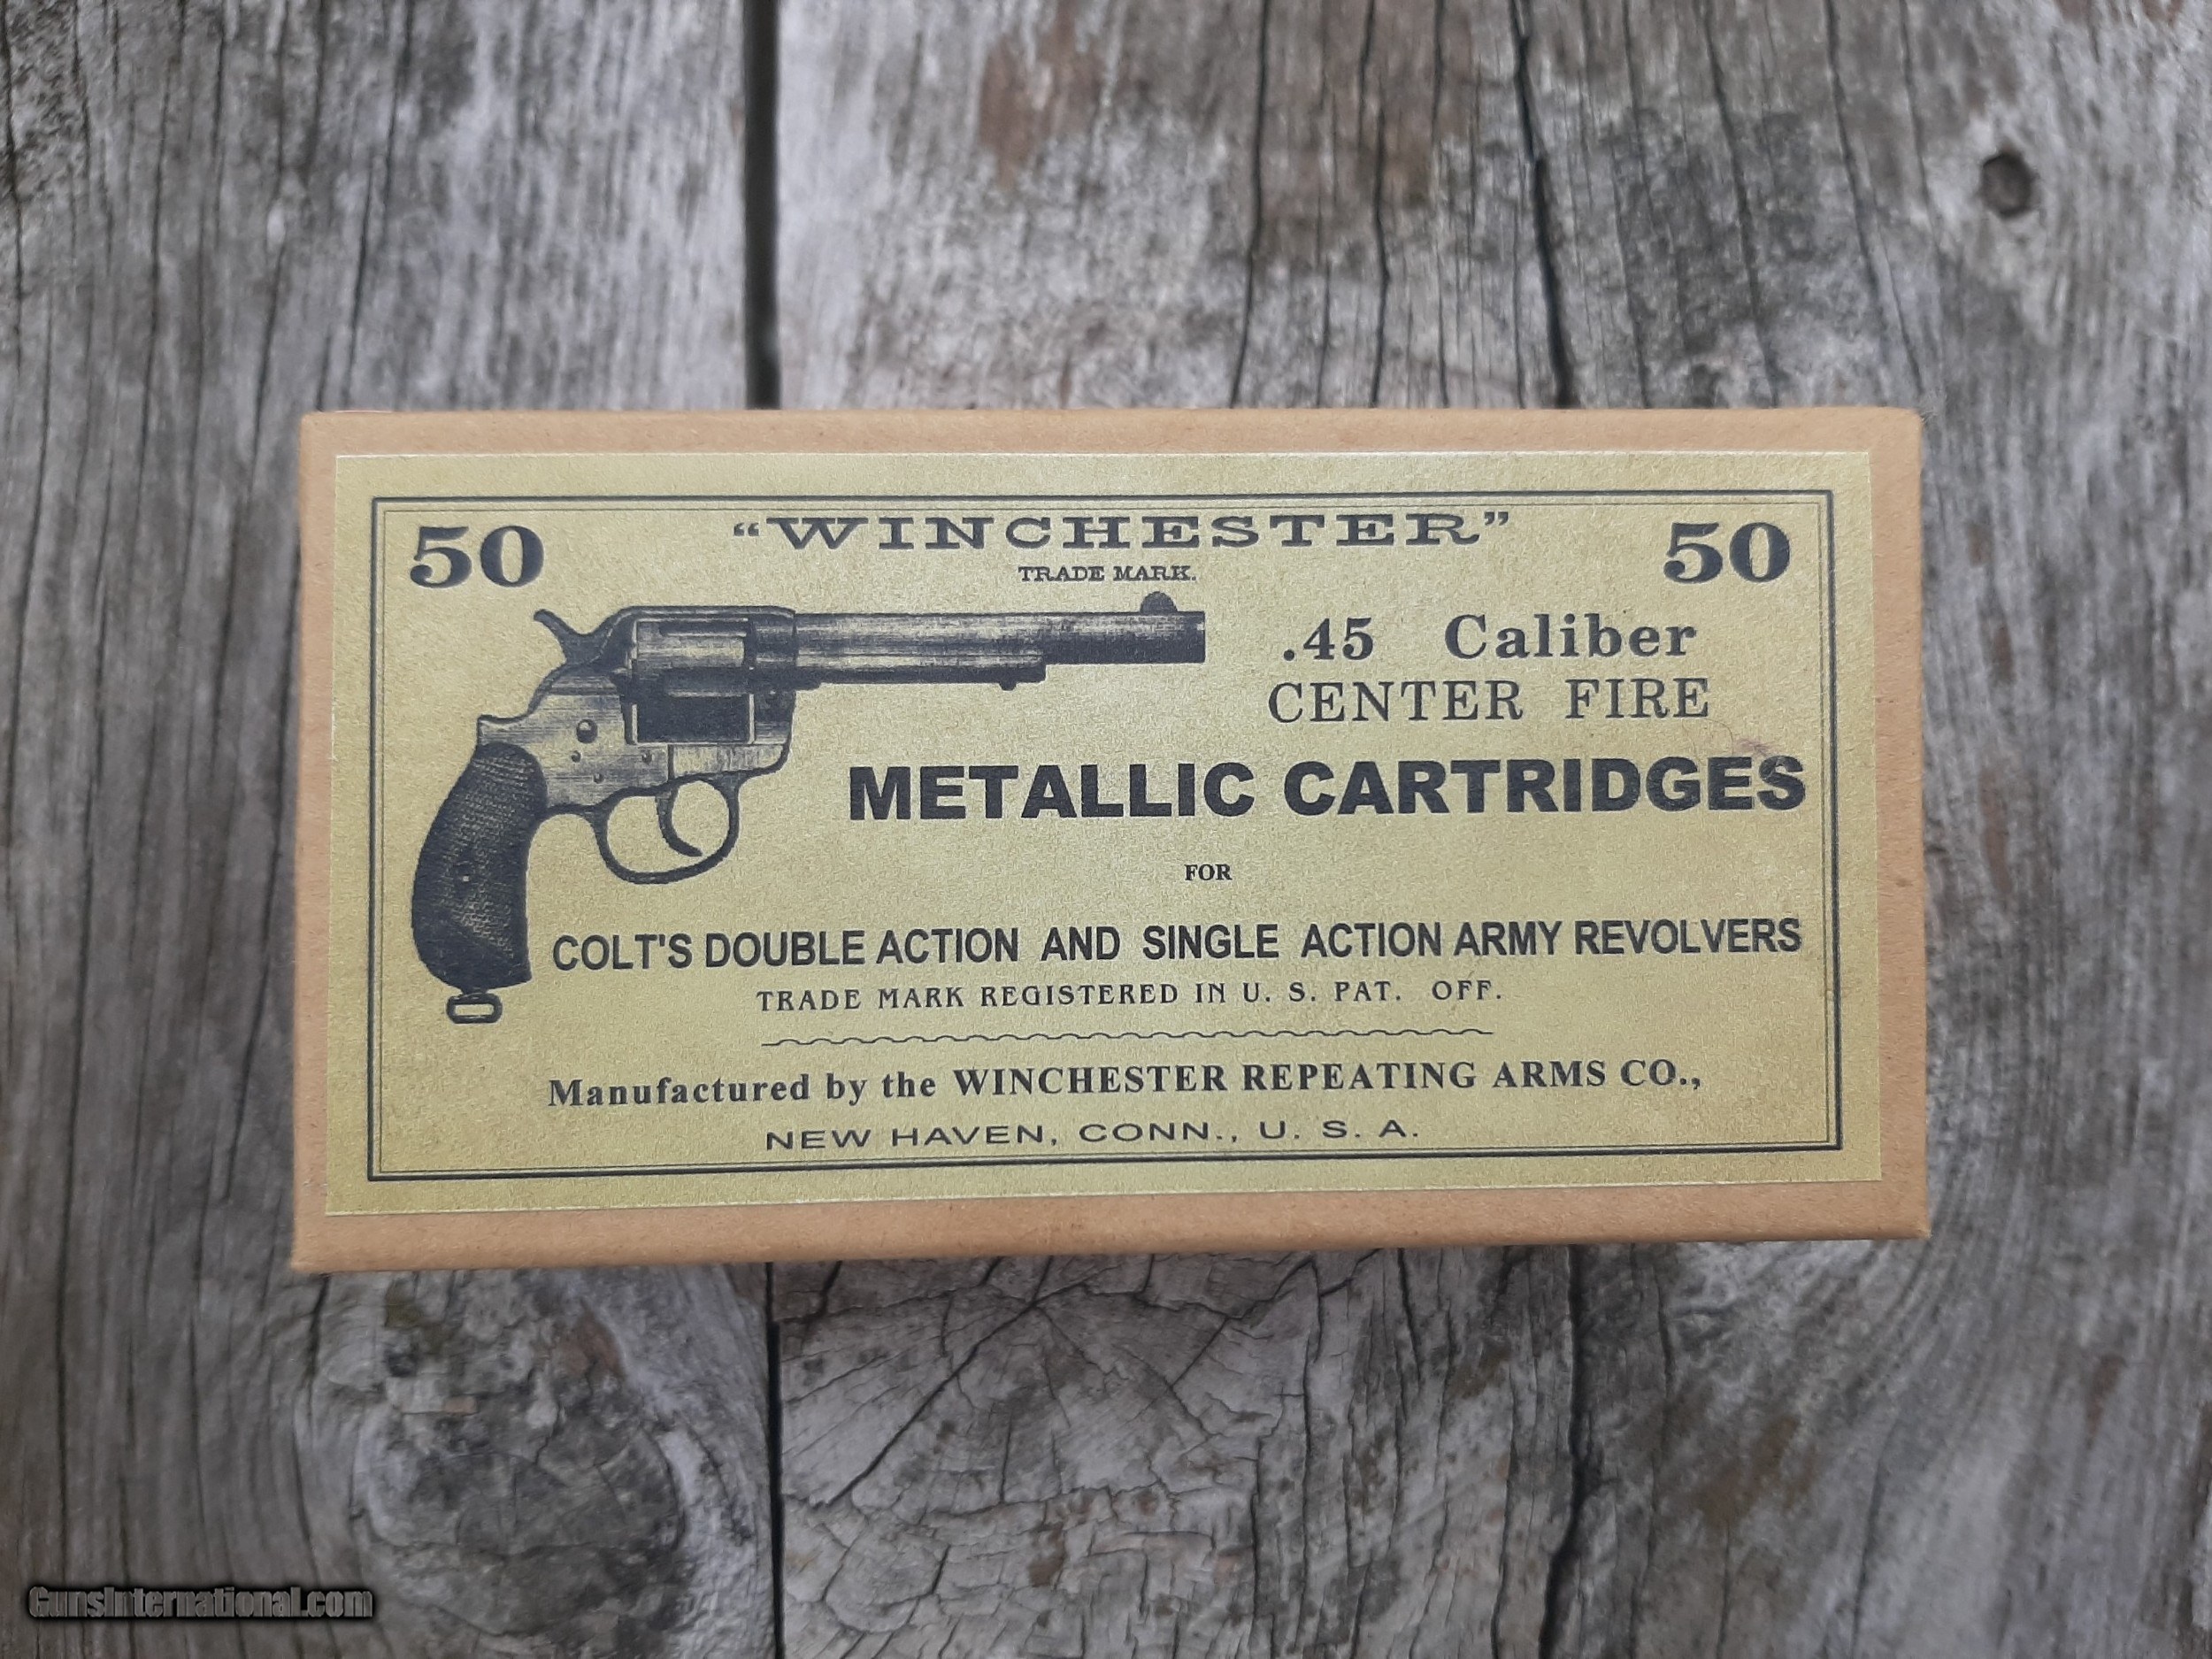 50 "WINCHESTER" 50
TRADE MARK.
.45 Caliber
CENTER FIRE
METALLIC CARTRIDGES
FOR
COLT'S DOUBLE ACTION AND SINGLE ACTION ARMY REVOLVERS
TRADE MARK REGISTERED IN U. S. PAT. OFF.
Manufactured by the WINCHESTER REPEATING ARMS CO.,
NEW HAVEN, CONN., U. S. A.
GunsInternational.com